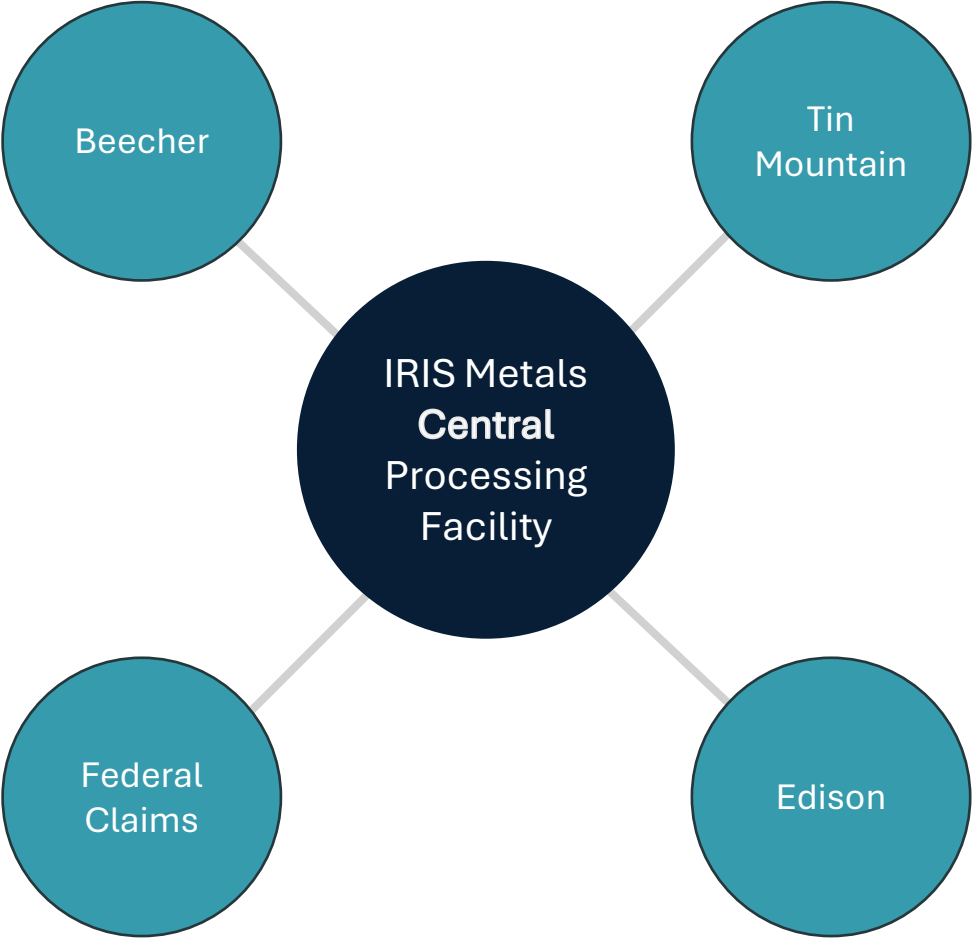 Beecher
Tin
Mountain
IRIS Metals
Central
Processing
Facility
Federal
Claims
Edison